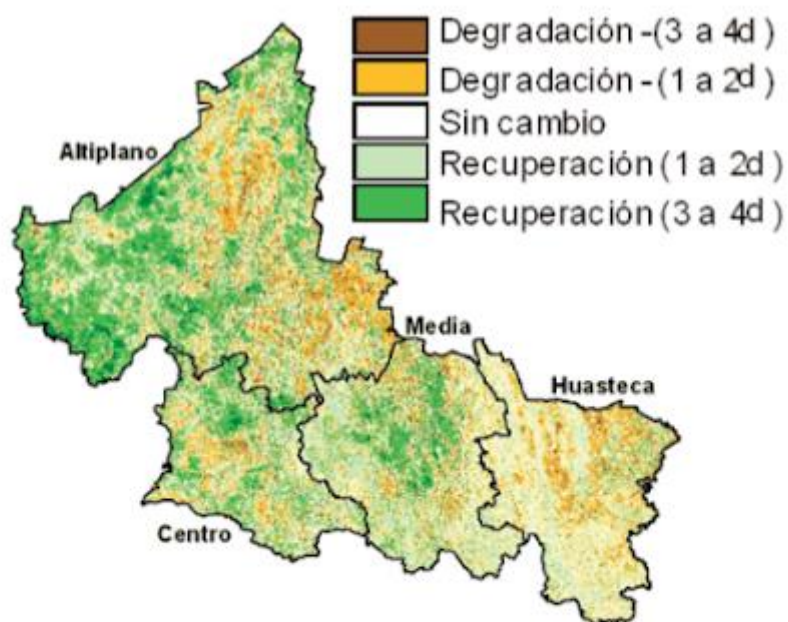 Degradación -(3 a 4d)
Degradación -(1 a 2d)
Sin cambio
Recuperación (1 a 2d)
Recuperación (3 a 4d)
Altiplano
Media
Huasteca
Centro